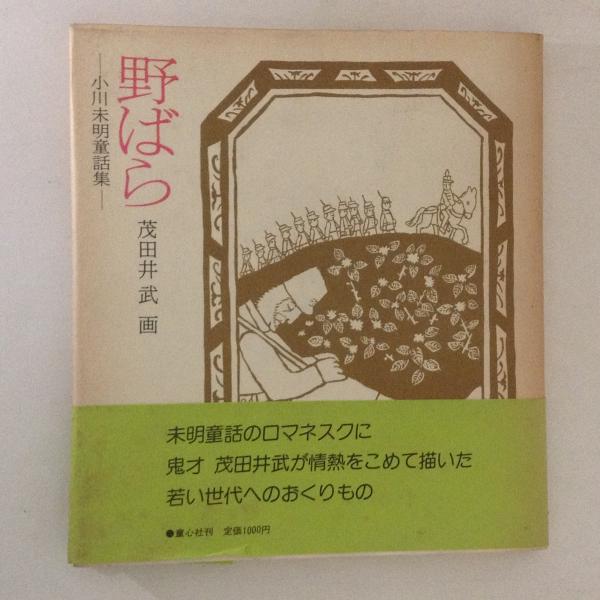 野ばら
―小川未明童話集―
茂田井 武 画
未明童話のロマネスクに
鬼才 茂田井武が情熱をこめて描いた
若い世代へのおくりもの
●童心社刊 定価1000円